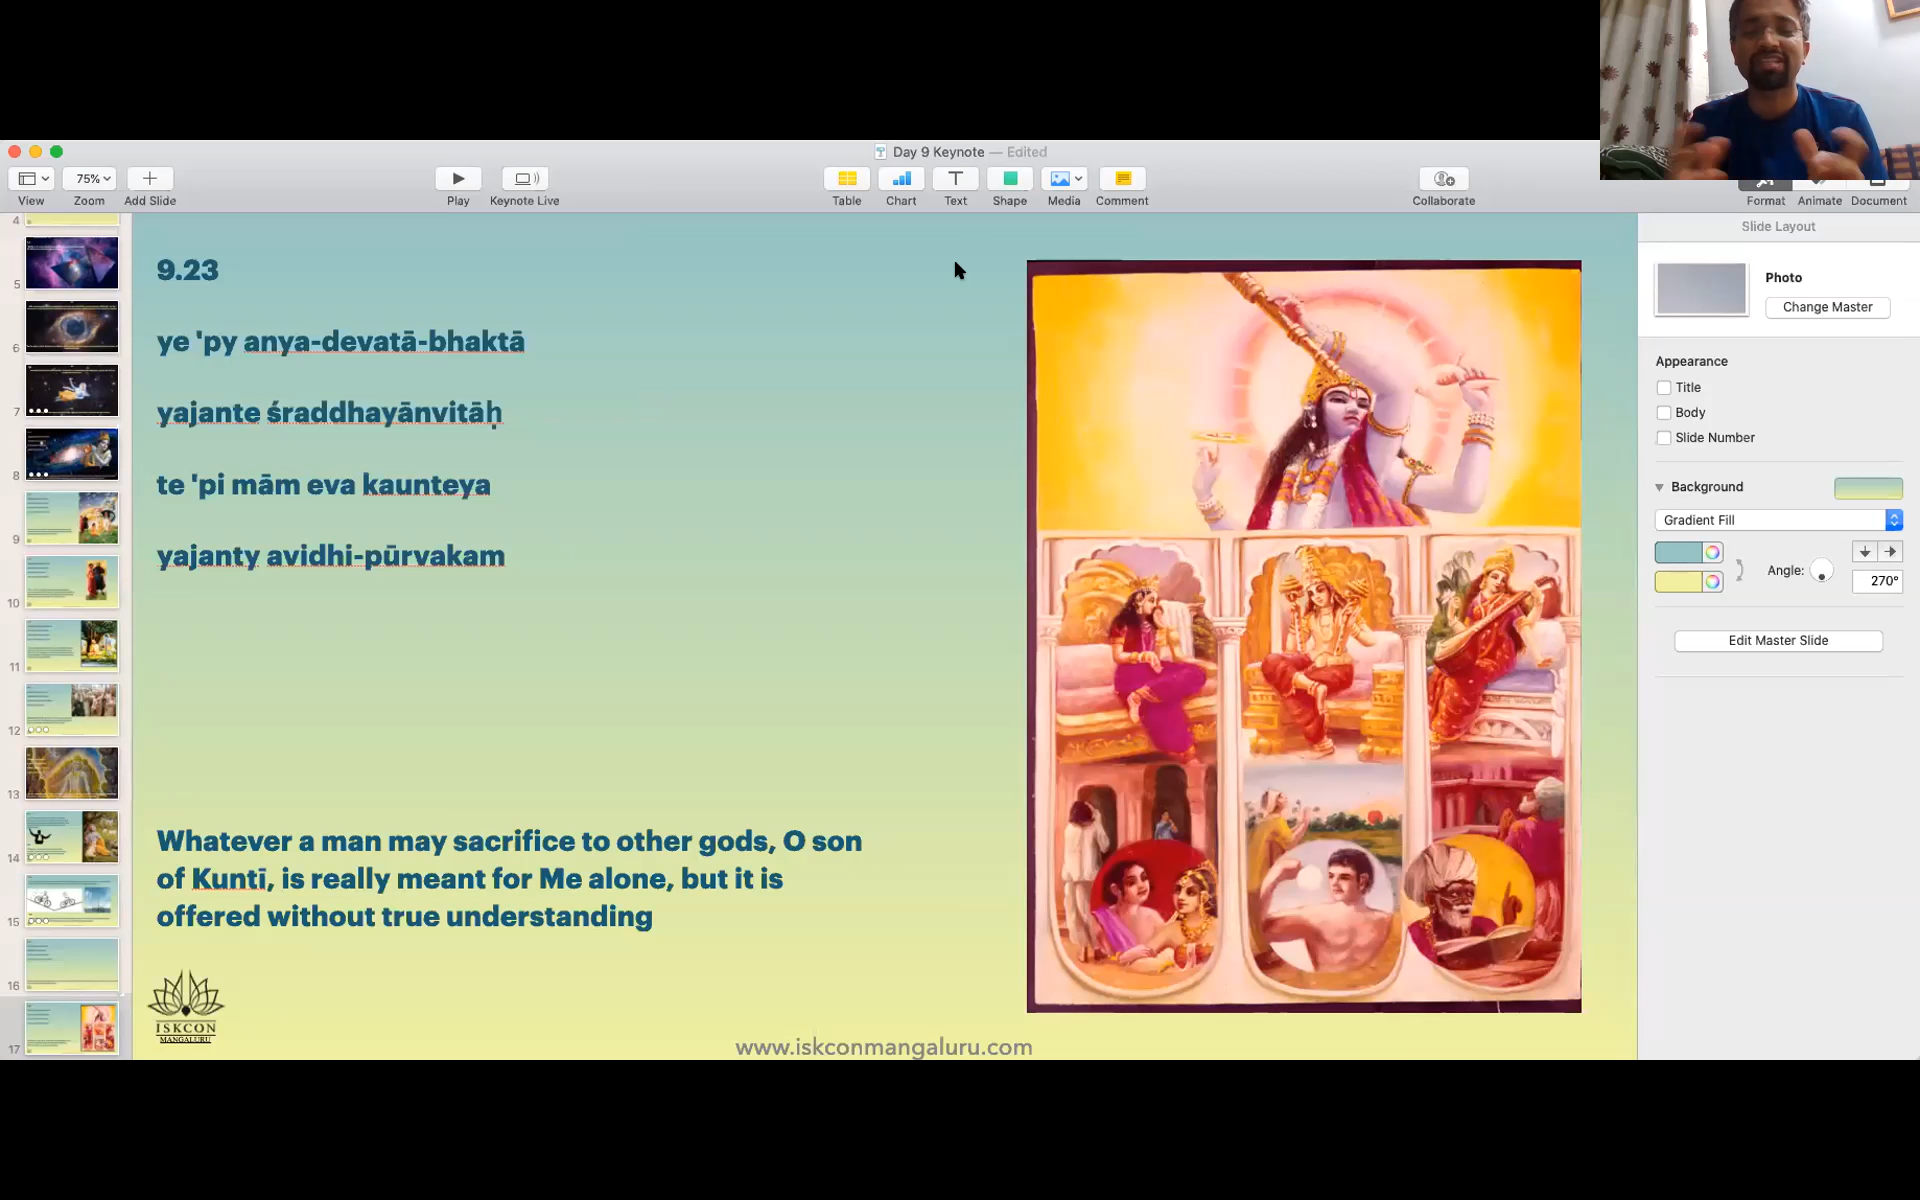 Day 9 Keynote — Edited
75%
View
Zoom
Add Slide
Play
Keynote Live
Table
Chart
Text
Shape
Media
Comment
Collaborate
Format
Animate
Document
4
5
6
7
8
9
10
11
12
13
14
15
16
17
9.23
ye 'py anya-devatā-bhaktā
yajante śraddhayānvitāḥ
te 'pi mām eva kaunteya
yajanty avidhi-pūrvakam
Whatever a man may sacrifice to other gods, O son
of Kuntī, is really meant for Me alone, but it is
offered without true understanding
ISKCON
MANGALURU
www.iskconmangaluru.com
Slide Layout
Photo
Change Master
Appearance
Title
Body
Slide Number
Background
Gradient Fill
Angle:
270°
Edit Master Slide